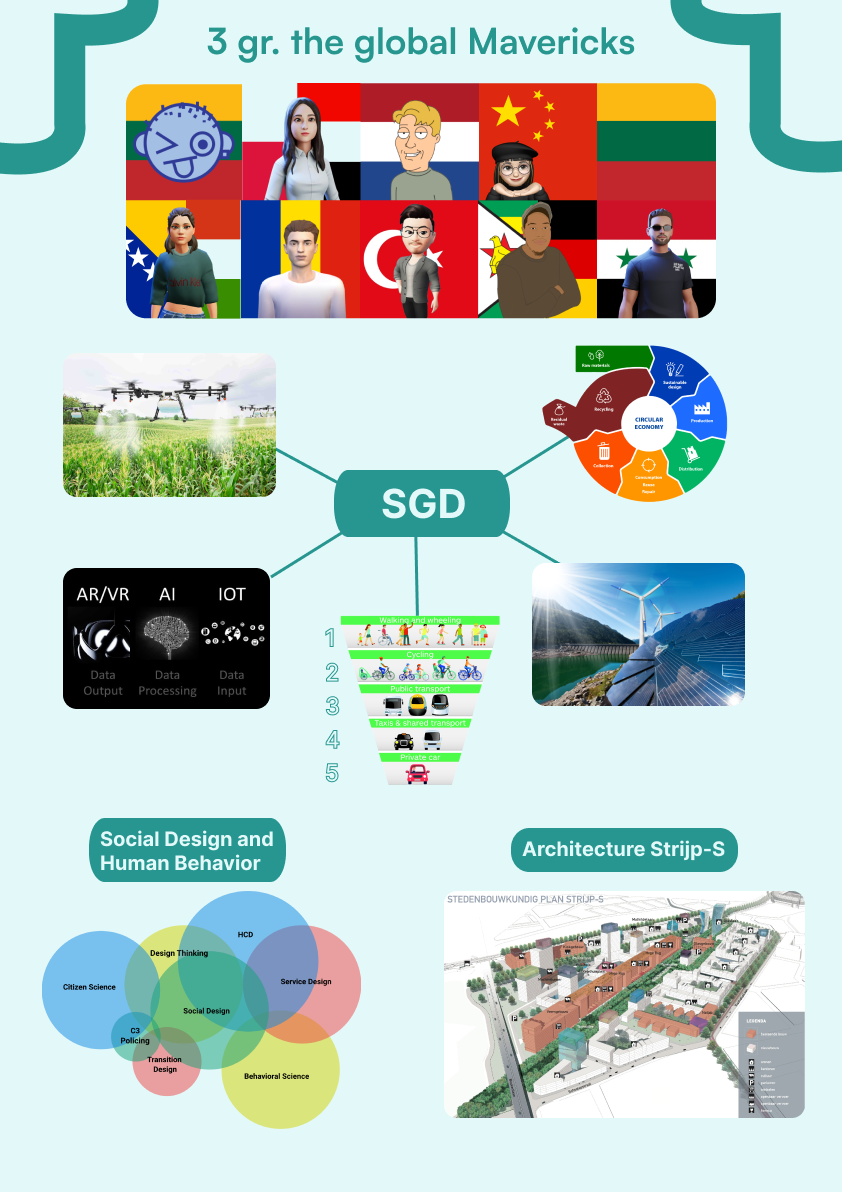 3 gr. the global Mavericks
Raw materials
Sustainable
design
Production
Distribution
Consumption
Reuse
Repair
Collection
Recycling
Residual
waste
CIRCULAR
ECONOMY
SGD
AR/VR
AI
IOT
Data
Output
Data
Processing
Data
Input
1
Walking and wheeling
2
Cycling
3
Public transport
4
Taxis & shared transport
5
Private car
Social Design and
Human Behavior
Architecture Strijp-S
HCD
Design Thinking
Citizen Science
Service Design
Social Design
C3
Policing
Transition
Design
Behavioral Science
STEDENBOUWKUNDIG PLAN STRIJP-S
LEGENDA